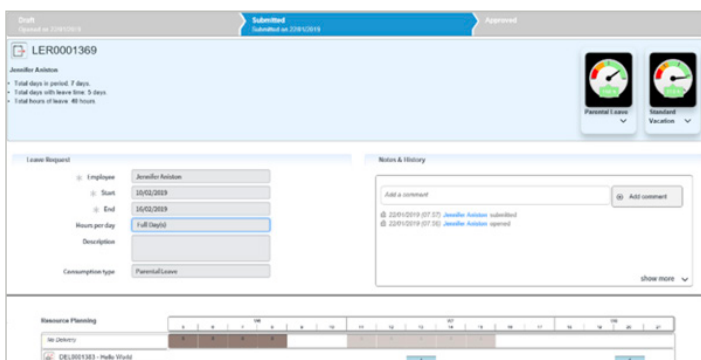 Draft
Submitted
Approved
Submitted on 22/01/2019
LER0001369
Jennifer Aniston
• Total days in period: 7 days.
• Total days with leave time: 5 days.
• Total hours of leave: 40 hours.
Parental Leave
Standard Vacation
Leave Request
Notes & History
Employee
Jennifer Aniston
Start
10/02/2019
End
16/02/2019
Hours per day
Full Day(s)
Description
Consumption type
Parental Leave
Add a comment
Add comment
22/01/2019 (07:57) Jennifer Aniston submitted
22/01/2019 (07:56) Jennifer Aniston opened
show more
Resource Planning
No Delivery
DEL0001383 - Hello World